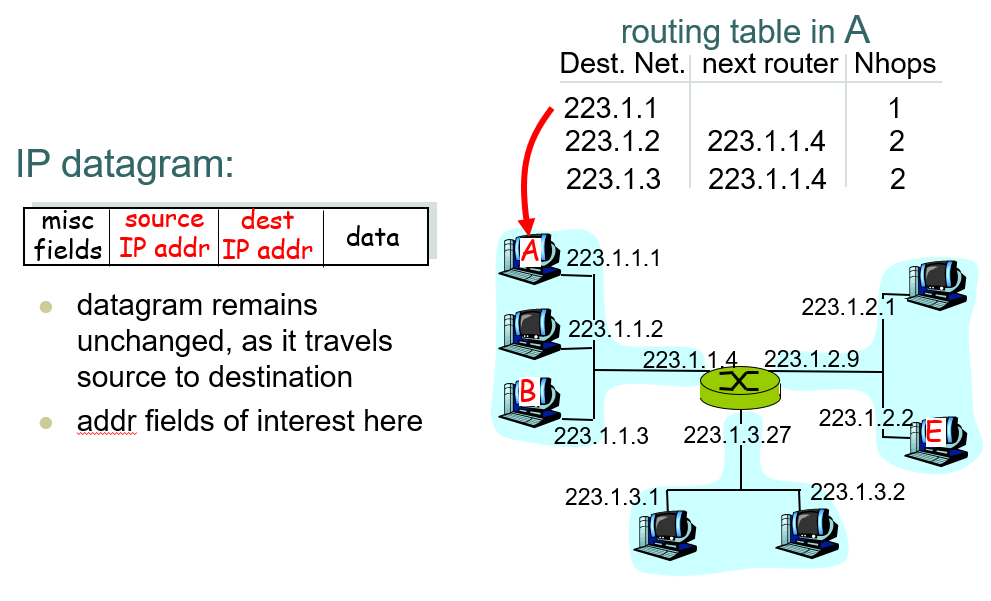 routing table in A
Dest. Net. next router Nhops
223.1.1 1
223.1.2 223.1.1.4 2
223.1.3 223.1.1.4 2
IP datagram:
misc fields
source IP addr
dest IP addr
data
datagram remains
unchanged, as it travels
source to destination
addr fields of interest here
A
223.1.1.1
223.1.1.2
B
223.1.1.3
223.1.1.4
223.1.2.9
223.1.2.1
223.1.2.2
E
223.1.3.27
223.1.3.1
223.1.3.2